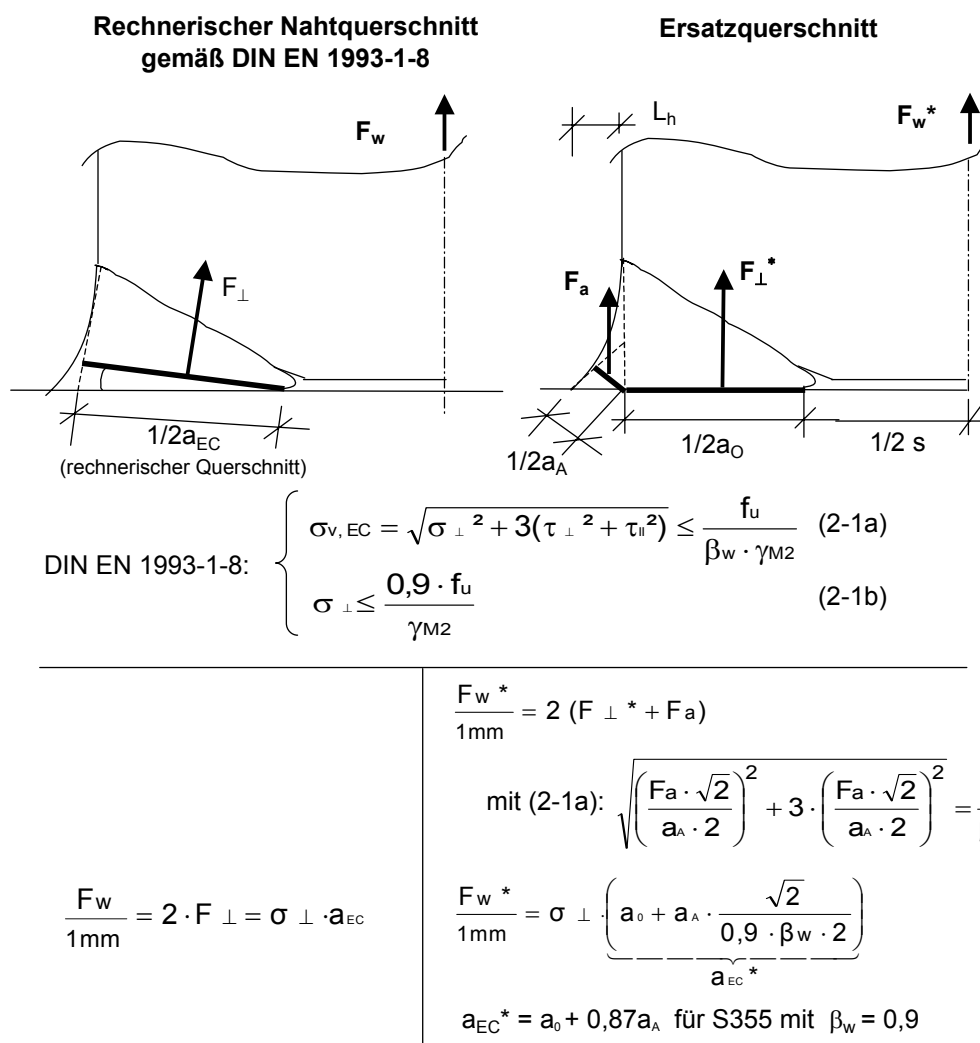 Rechnerischer Nahtquerschnitt
gemäß DIN EN 1993-1-8
Ersatzquerschnitt
F_w
L_h
F_w*
F_⊥
F_a
F_⊥*
1/2a_EC
(rechnerischer Querschnitt)
1/2a_A
1/2a_O
1/2 s
DIN EN 1993-1-8:
σ_v, EC = √(σ_⊥² + 3(τ_⊥² + τ_II²)) ≤ f_u / (β_w · γ_M2) (2-1a)
σ_⊥ ≤ 0,9 · f_u / γ_M2 (2-1b)
F_w * / 1mm = 2 (F_⊥ * + F_a)
mit (2-1a): √((F_a · √2 / (a_A · 2))² + 3 · (F_a · √2 / (a_A · 2))²) =
F_w / 1mm = 2 · F_⊥ = σ_⊥ · a_EC
F_w * / 1mm = σ_⊥ · (a_0 + a_A · √2 / (0,9 · β_w · 2))
a_EC *
a_EC* = a_0 + 0,87a_A für S355 mit β_w = 0,9